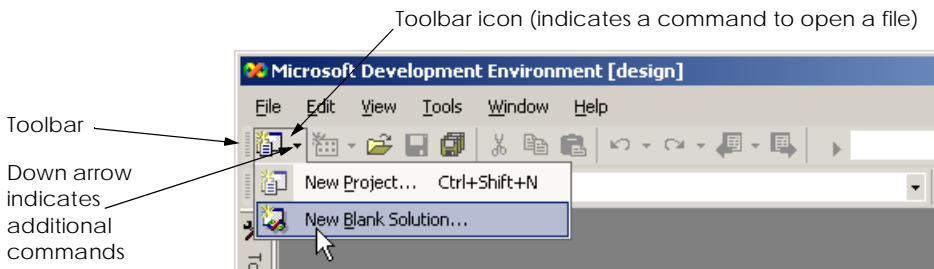 Toolbar icon (indicates a command to open a file)
Microsoft Development Environment [design]
File Edit View Tools Window Help
Toolbar
Down arrow
indicates
additional
commands
New Project... Ctrl+Shift+N
New Blank Solution...
To